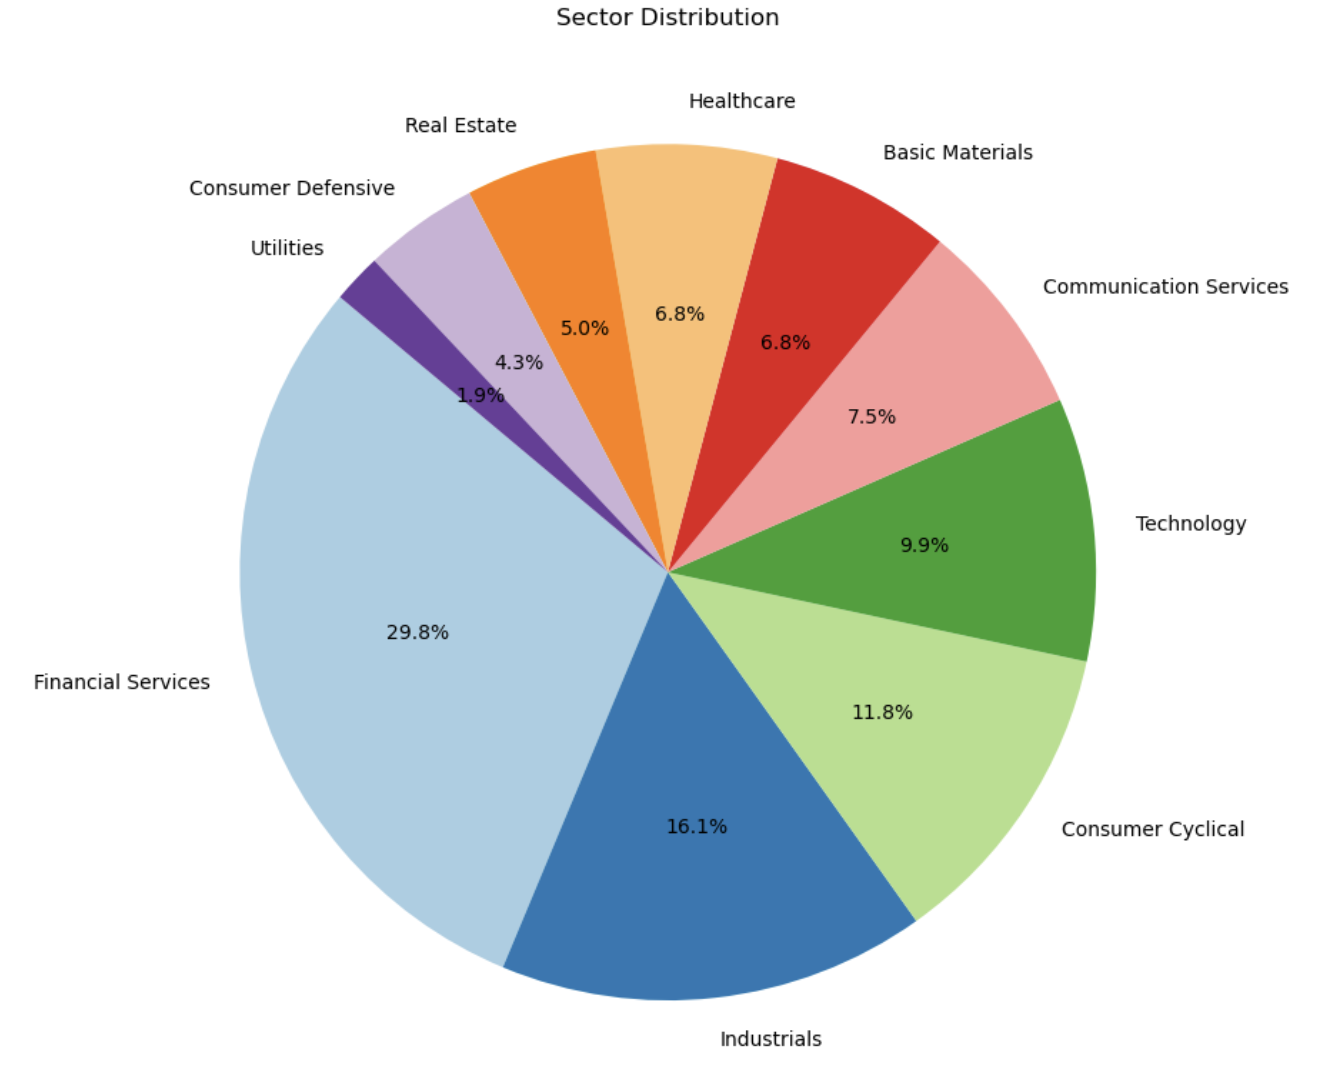 Sector Distribution
Healthcare
Real Estate
Basic Materials
Consumer Defensive
Utilities
Communication Services
6.8%
5.0%
6.8%
4.3%
1.9%
7.5%
Technology
9.9%
29.8%
Financial Services
11.8%
16.1%
Consumer Cyclical
Industrials